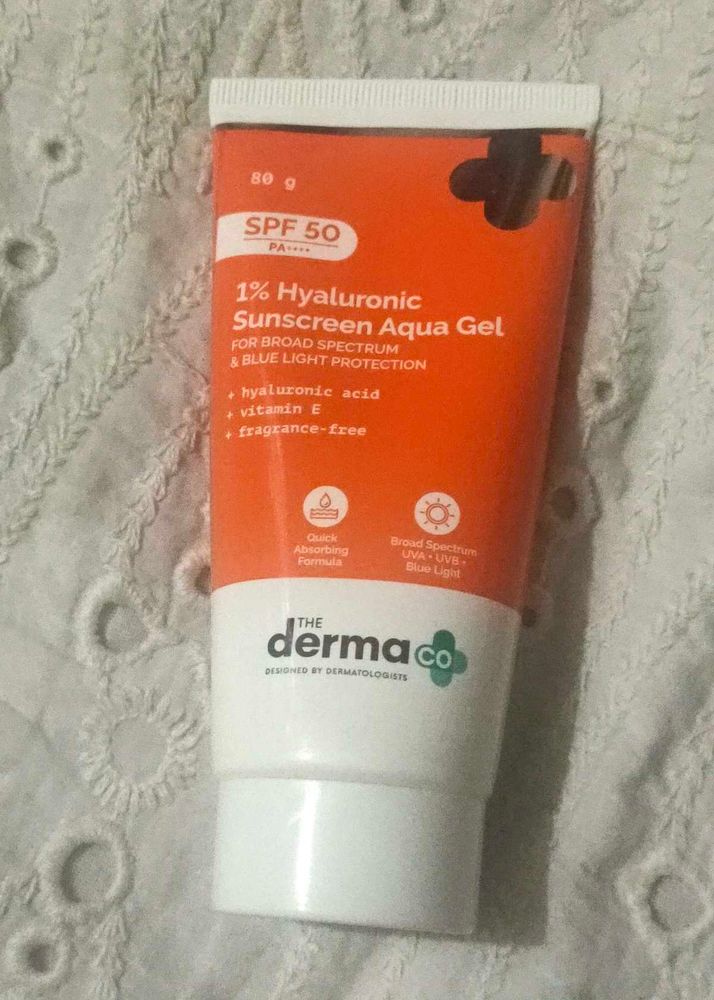 80 g
SPF 50
PA++++
1% Hyaluronic
Sunscreen Aqua Gel
FOR BROAD SPECTRUM
& BLUE LIGHT PROTECTION
+ hyaluronic acid
+ vitamin E
+ fragrance-free
Quick
Absorbing
Formula
Broad Spectrum
UVA • UVB •
Blue Light
THE
derma co
DESIGNED BY DERMATOLOGISTS